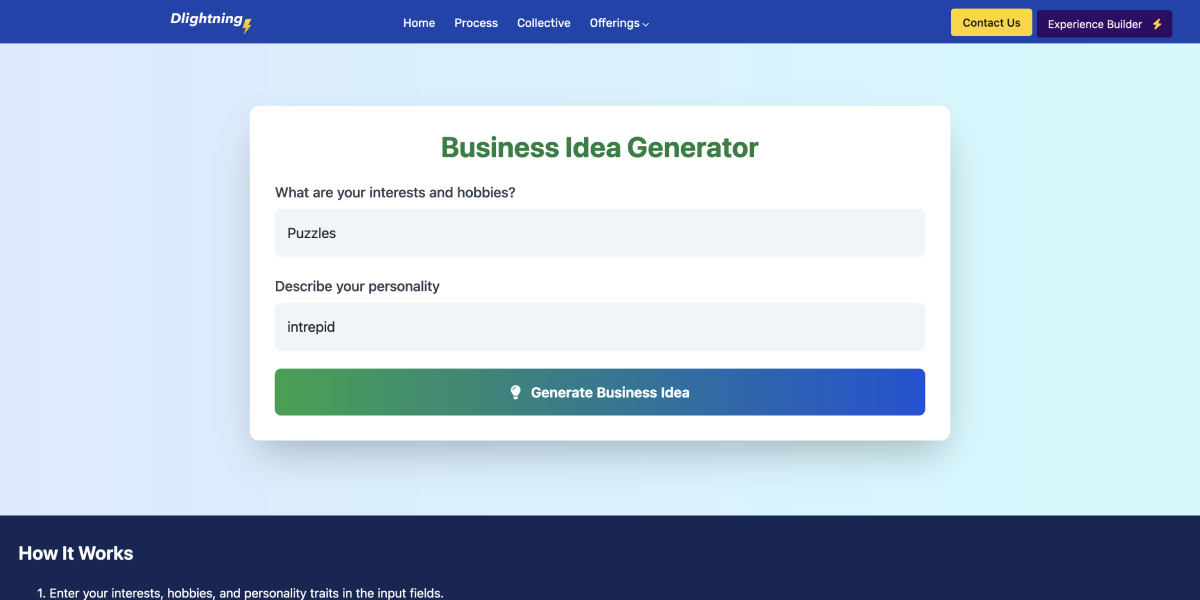 Dlightning
Home Process Collective Offerings
Contact Us
Experience Builder
Business Idea Generator
What are your interests and hobbies?
Puzzles
Describe your personality
intrepid
Generate Business Idea
How It Works
1. Enter your interests, hobbies, and personality traits in the input fields.